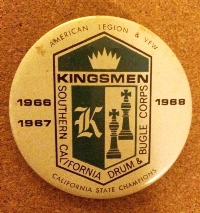 AMERICAN LEGION & VFW
KINGSMEN
1966
1967
1968
K
SOUTHERN CALIFORNIA DRUM & BUGLE CORPS
CALIFORNIA STATE CHAMPIONS